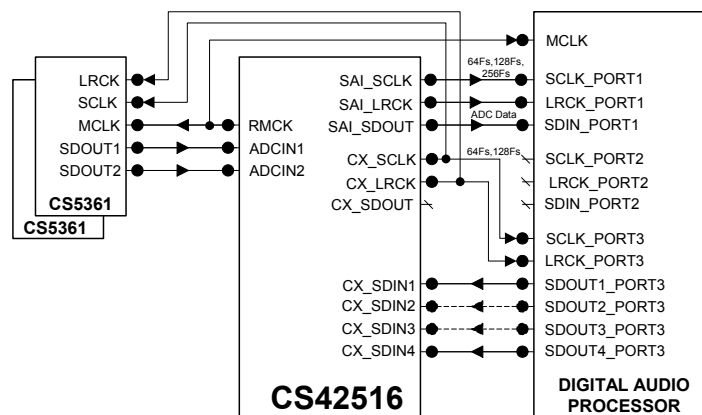 LRCK
SCLK
MCLK
SDOUT1
SDOUT2
CS5361
CS5361
RMCK
ADCIN1
ADCIN2
SAI_SCLK
SAI_LRCK
SAI_SDOUT
CX_SCLK
CX_LRCK
CX_SDOUT
CX_SDIN1
CX_SDIN2
CX_SDIN3
CX_SDIN4
CS42516
64Fs,128Fs,
256Fs
ADC Data
64Fs,128Fs
MCLK
SCLK_PORT1
LRCK_PORT1
SDIN_PORT1
SCLK_PORT2
LRCK_PORT2
SDIN_PORT2
SCLK_PORT3
LRCK_PORT3
SDOUT1_PORT3
SDOUT2_PORT3
SDOUT3_PORT3
SDOUT4_PORT3
DIGITAL AUDIO
PROCESSOR